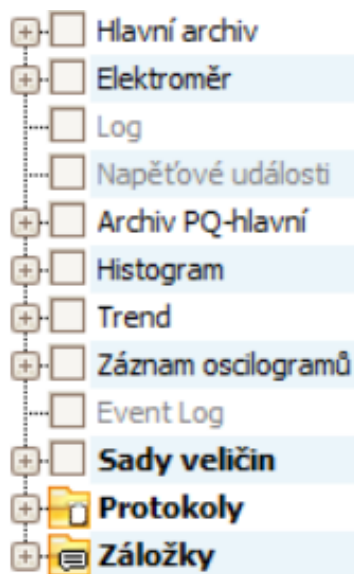 Hlavní archiv
Elektroměr
Log
Napěťové události
Archiv PQ-hlavní
Histogram
Trend
Záznam oscilogramů
Event Log
Sady veličin
Protokoly
Záložky